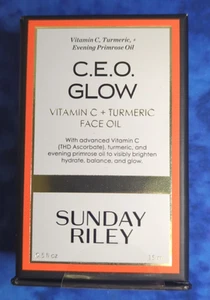 Vitamin C, Turmeric, +
Evening Primrose Oil
C.E.O.
GLOW
VITAMIN C + TURMERIC
FACE OIL
With advanced Vitamin C
(THD Ascorbate), turmeric, and
evening primrose oil to visibly brighten
hydrate, balance, and glow.
SUNDAY
RILEY